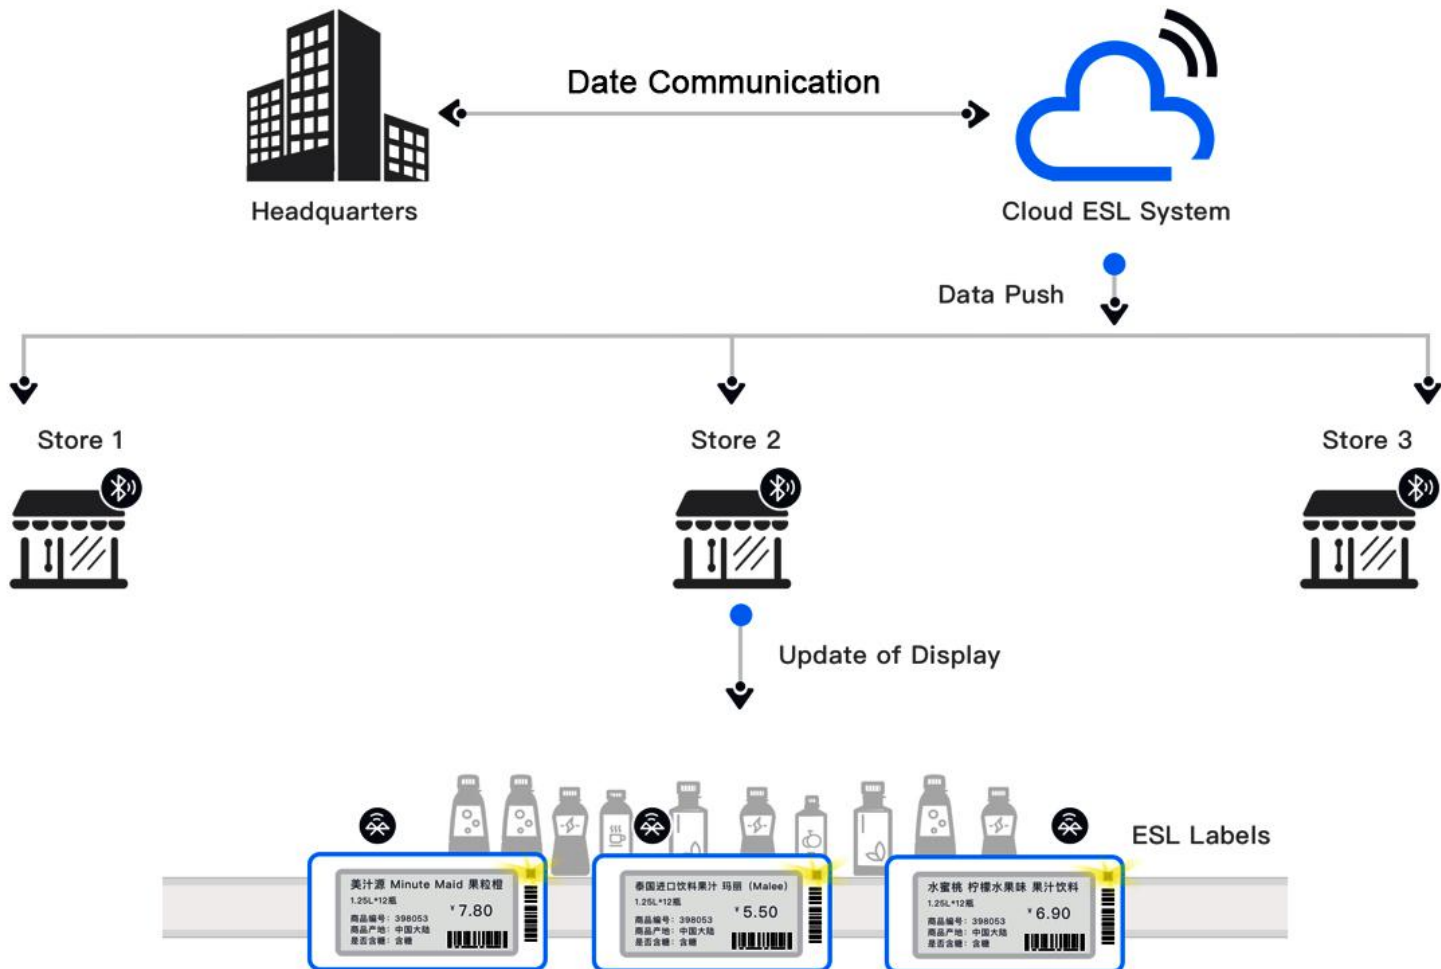 Date Communication
Headquarters
Cloud ESL System
Data Push
Store 1
Store 2
Store 3
Update of Display
ESL Labels
美汁源 Minute Maid 果粒橙
1.25L*12瓶
¥ 7.80
商品编号：398053
商品产地：中国大陆
是否含糖：含糖
泰国进口饮料果汁 玛丽（Malee）
1.25L*12瓶
¥ 5.50
商品编号：398053
商品产地：中国大陆
是否含糖：含糖
水蜜桃 柠檬水果味 果汁饮料
1.25L*12瓶
¥ 6.90
商品编号：398053
商品产地：中国大陆
是否含糖：含糖